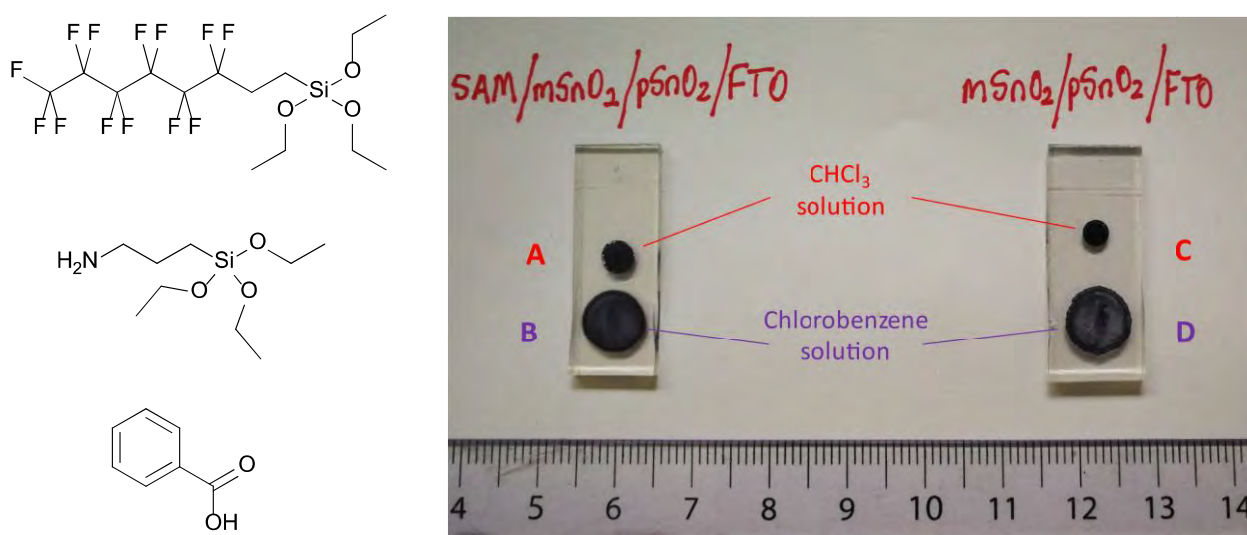 F F F F F F
F
F F F F F F
Si
O
O
O
H₂N
Si
O
O
O
O
OH
SAM/mSnO₂/pSnO₂/FTO
mSnO₂/pSnO₂/FTO
CHCl₃
solution
A
C
Chlorobenzene
solution
B
D
4 5 6 7 8 9 10 11 12 13 14